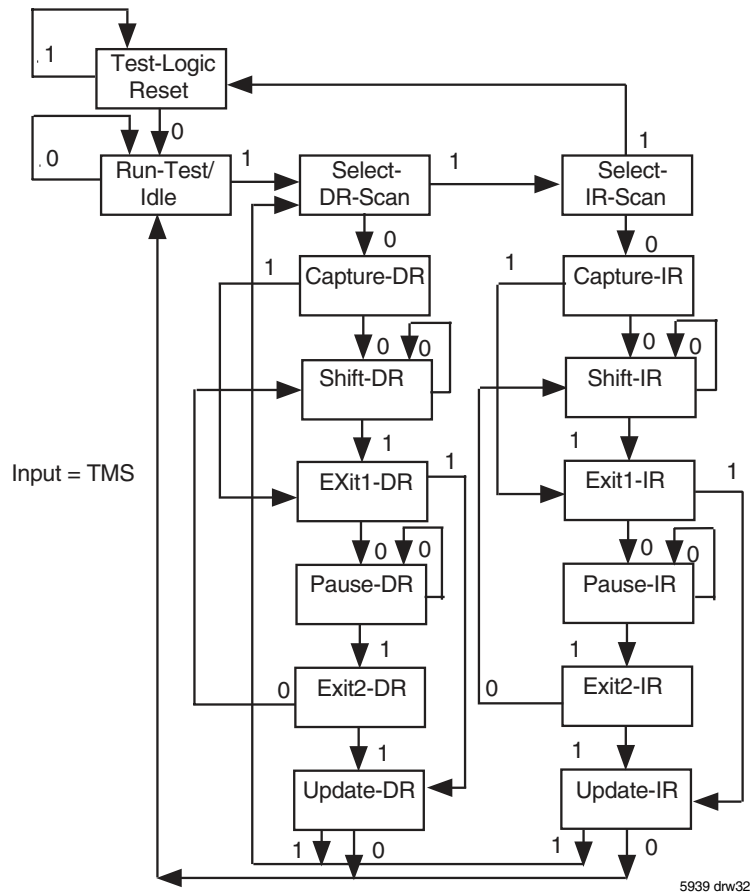 1
Test-Logic
Reset
0
1
0
Run-Test/
Idle
1
Select-
DR-Scan
1
Select-
IR-Scan
0
0
1
Capture-DR
1
Capture-IR
0
0
0
0
Shift-DR
Shift-IR
1
1
Input = TMS
EXit1-DR
1
Exit1-IR
1
0
0
0
0
Pause-DR
Pause-IR
1
1
0
Exit2-DR
0
Exit2-IR
1
1
Update-DR
Update-IR
1
0
1
0
5939 drw32